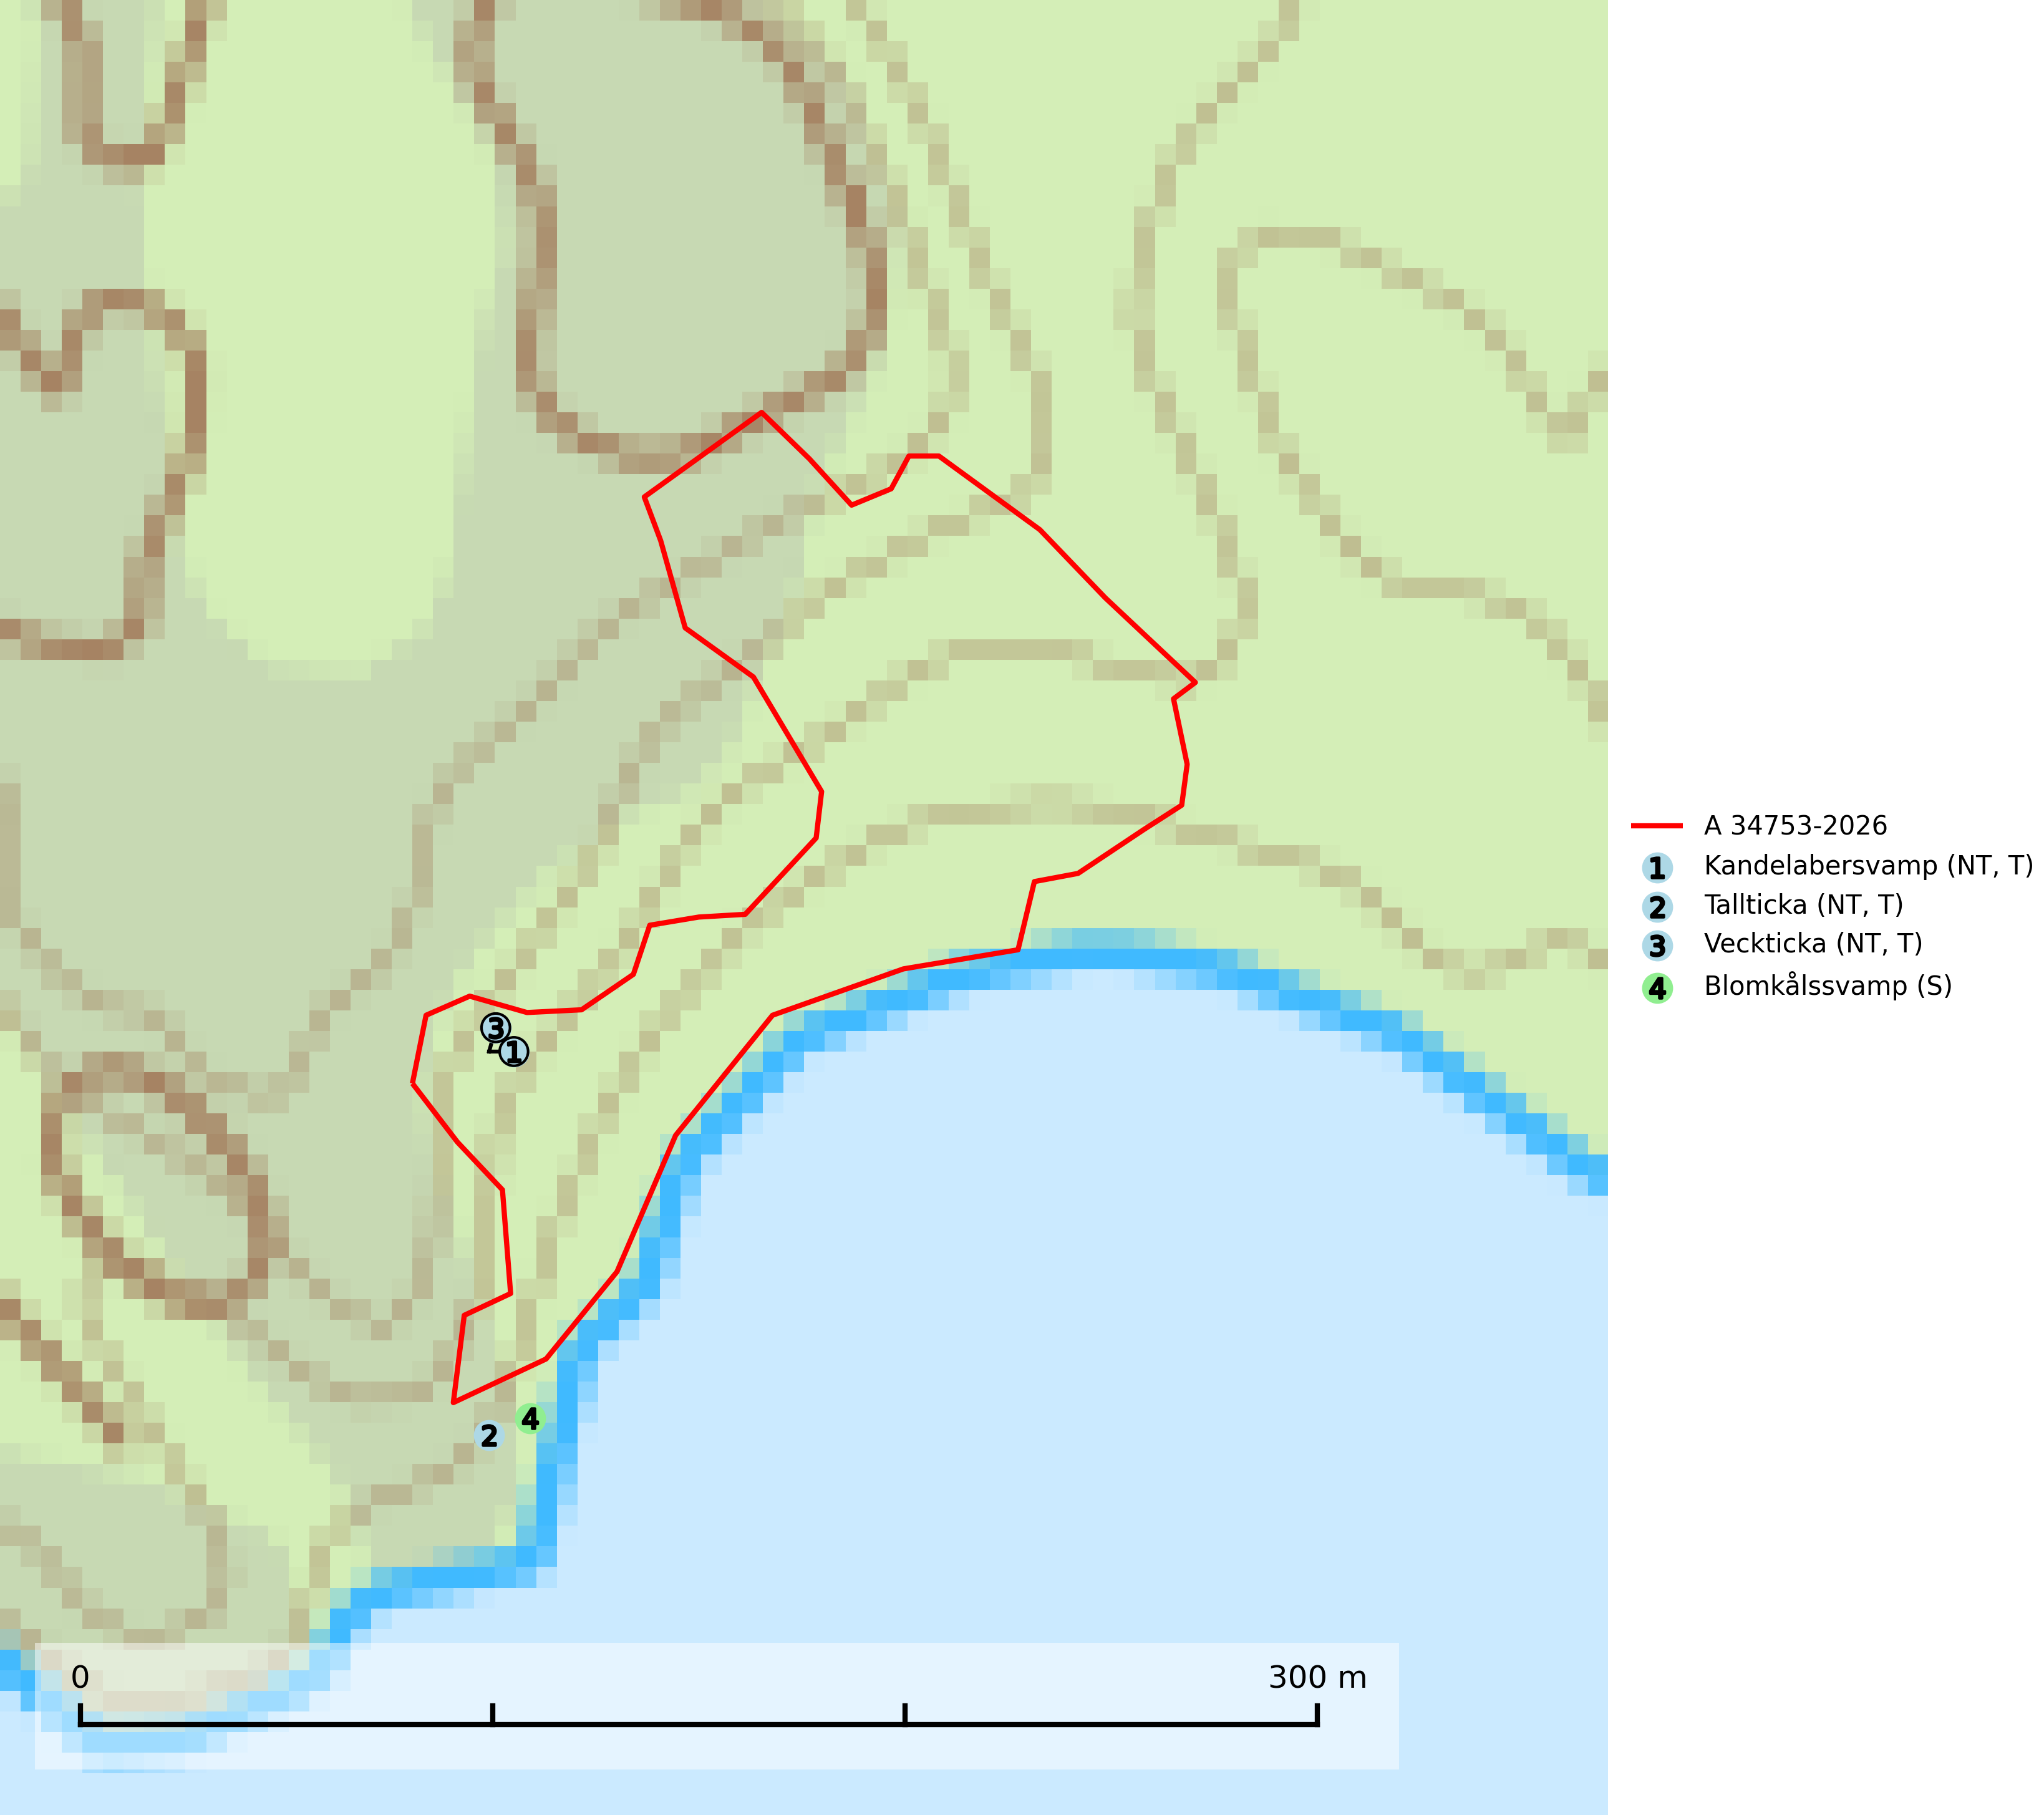 A 34753-2026
1 Kandelabersvamp (NT, T)
2 Tallticka (NT, T)
3 Veckticka (NT, T)
4 Blomkålssvamp (S)
3
1
4
2
0 300 m